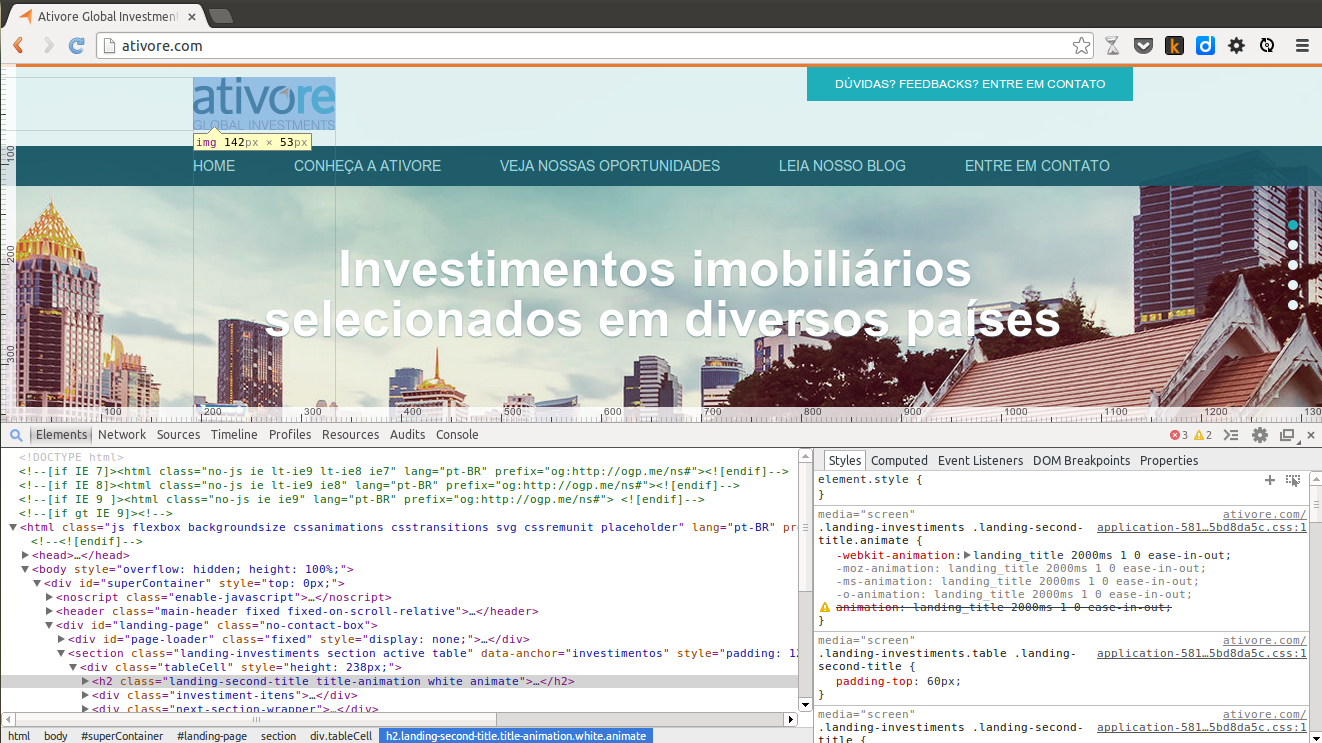 Ativore Global Investment
ativore.com
ativore
GLOBAL INVESTMENTS
DÚVIDAS? FEEDBACKS? ENTRE EM CONTATO
img 142px × 53px
HOME CONHEÇA A ATIVORE VEJA NOSSAS OPORTUNIDADES LEIA NOSSO BLOG ENTRE EM CONTATO
100
200
300
Investimentos imobiliários
selecionados em diversos países
100 200 300 400 500 600 700 800 900 1000 1100 1200 1300
Elements Network Sources Timeline Profiles Resources Audits Console 3 2
<!DOCTYPE html>
<!--[if IE 7]><html class="no-js ie lt-ie9 lt-ie8 ie7" lang="pt-BR" prefix="og:http://ogp.me/ns#"><![endif]-->
<!--[if IE 8]><html class="no-js ie lt-ie9 ie8" lang="pt-BR" prefix="og:http://ogp.me/ns#"><![endif]-->
<!--[if IE 9 ]><html class="no-js ie ie9" lang="pt-BR" prefix="og:http://ogp.me/ns#"> <![endif]-->
<!--[if gt IE 9]><!-->
<html class="js flexbox backgroundsize cssanimations csstransitions svg cssremunit placeholder" lang="pt-BR" pr
<!--<![endif]-->
<head>…</head>
<body style="overflow: hidden; height: 100%;">
<div id="superContainer" style="top: 0px;">
<noscript class="enable-javascript">…</noscript>
<header class="main-header fixed fixed-on-scroll-relative">…</header>
<div id="landing-page" class="no-contact-box">
<div id="page-loader" class="fixed" style="display: none;">…</div>
<section class="landing-investiments section active table" data-anchor="investimentos" style="padding: 12
<div class="tableCell" style="height: 238px;">
<h2 class="landing-second-title title-animation white animate">…</h2>
<div class="investiment-itens">…</div>
<div class="next-section-wrapper">…</div>
html body #superContainer #landing-page section div.tableCell h2.landing-second-title.title-animation.white.animate
Styles Computed Event Listeners DOM Breakpoints Properties
element.style {
}
media="screen" ativore.com/
.landing-investiments .landing-second- application-581…5bd8da5c.css:1
title.animate {
-webkit-animation: landing_title 2000ms 1 0 ease-in-out;
-moz-animation: landing_title 2000ms 1 0 ease-in-out;
-ms-animation: landing_title 2000ms 1 0 ease-in-out;
-o-animation: landing_title 2000ms 1 0 ease-in-out;
animation: landing_title 2000ms 1 0 ease-in-out;
}
media="screen" ativore.com/
.landing-investiments.table .landing- application-581…5bd8da5c.css:1
second-title {
padding-top: 60px;
}
media="screen" ativore.com/
.landing-investiments .landing-second- application-581…5bd8da5c.css:1
title {